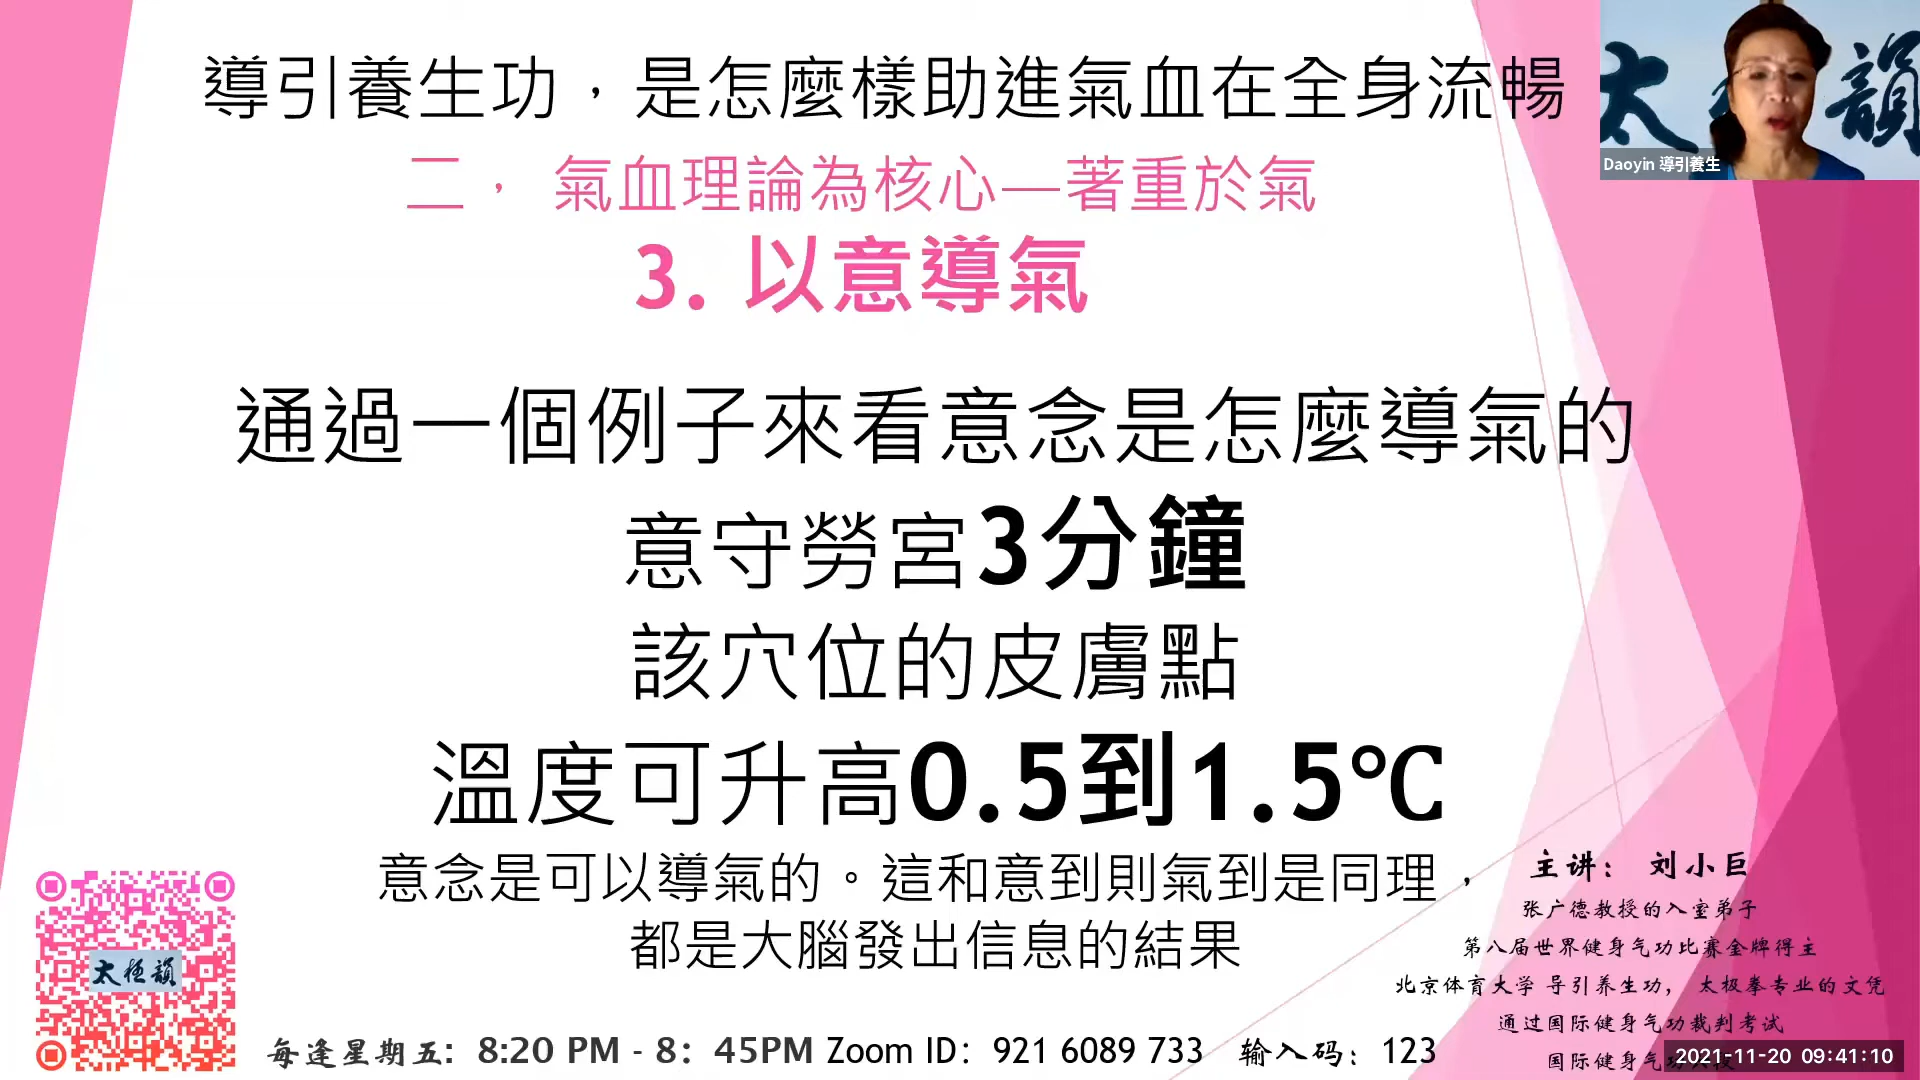 導引養生功，是怎麼樣助進氣血在全身流暢
二， 氣血理論為核心—著重於氣
3. 以意導氣
通過一個例子來看意念是怎麼導氣的
意守勞宮3分鐘
該穴位的皮膚點
溫度可升高0.5到1.5℃
意念是可以導氣的。這和意到則氣到是同理，
都是大腦發出信息的結果
太 韻
Daoyin 導引養生
主讲： 刘小巨
张广德教授的入室弟子
第八届世界健身气功比赛金牌得主
北京体育大学 导引养生功， 太极拳专业的文凭
通过国际健身气功裁判考试
国际健身气功
太極韻
每逢星期五: 8:20 PM - 8: 45PM Zoom ID: 921 6089 733 输入码: 123
2021-11-20 09:41:10